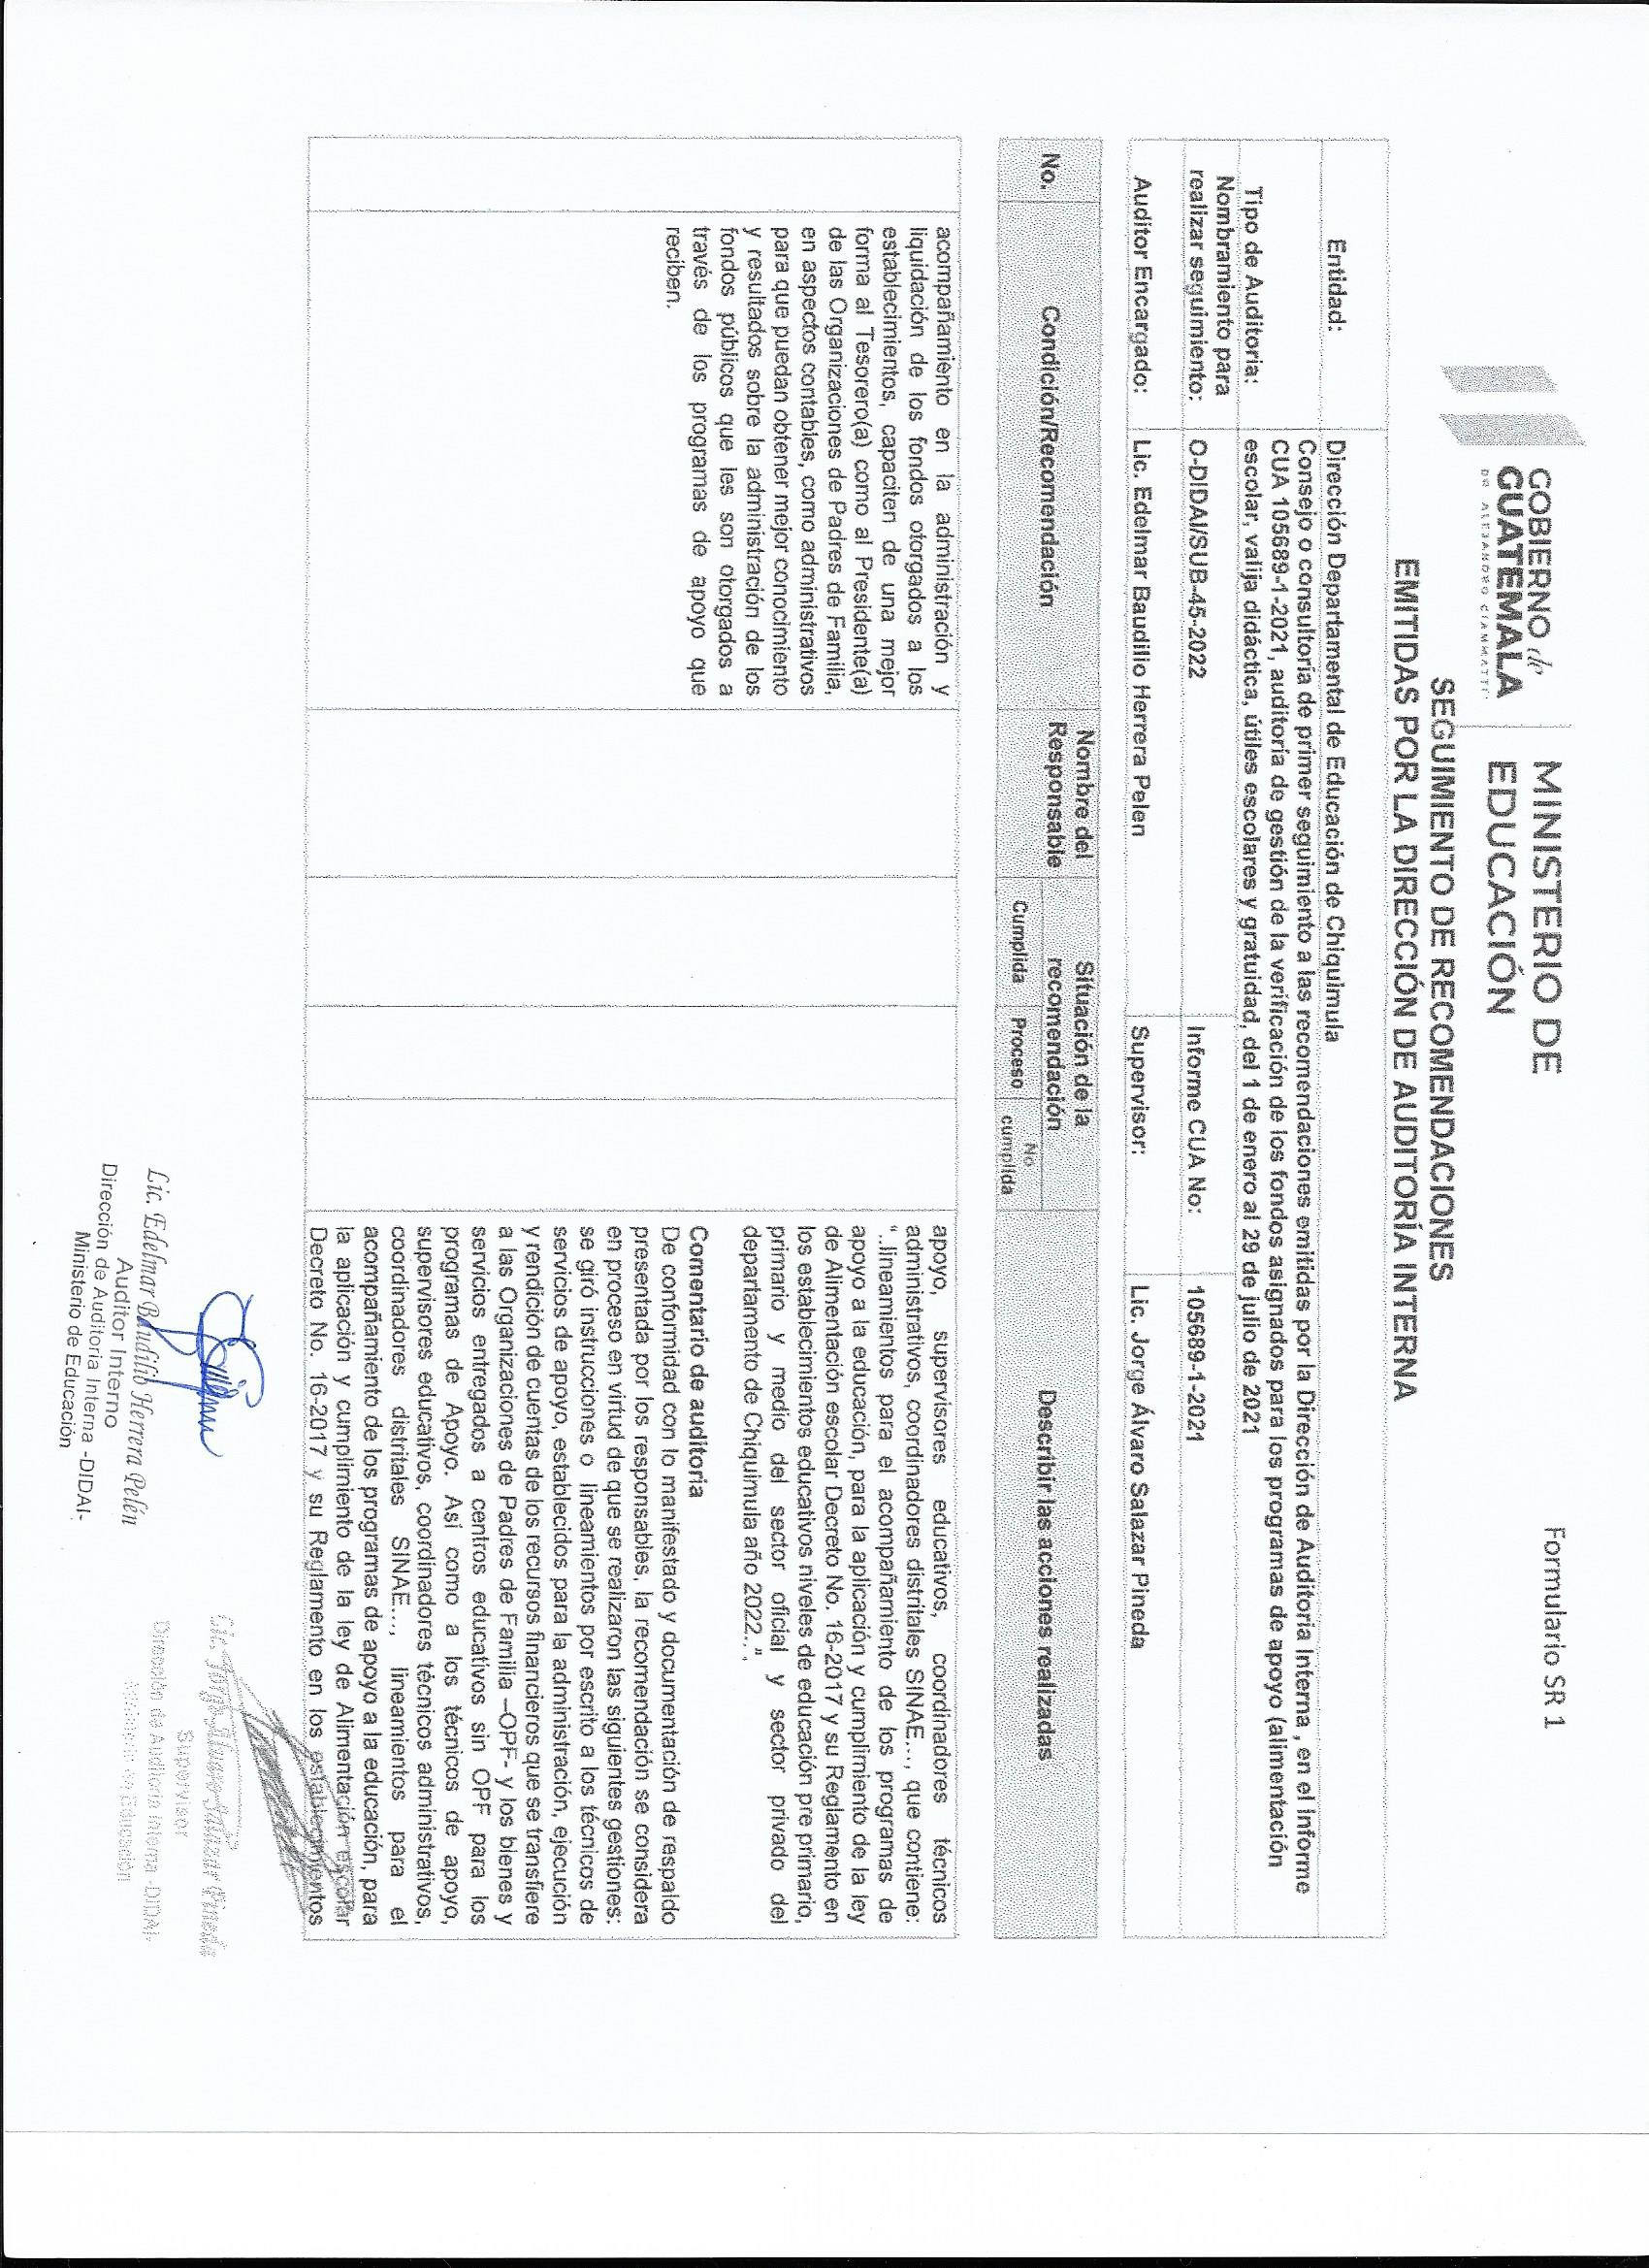 Formulario SR 1
GOBIERNO de
GUATEMALA
DR. ALEJANDRO GIAMMATTEI
MINISTERIO DE
EDUCACIÓN
SEGUIMIENTO DE RECOMENDACIONES
EMITIDAS POR LA DIRECCIÓN DE AUDITORÍA INTERNA
Entidad:
Dirección Departamental de Educación de Chiquimula
Tipo de Auditoria:
Consejo o consultoría de primer seguimiento a las recomendaciones emitidas por la Dirección de Auditoria Interna , en el Informe
CUA 105689-1-2021, auditoria de gestión de la verificación de los fondos asignados para los programas de apoyo (alimentación
escolar, valija didáctica, útiles escolares y gratuidad, del 1 de enero al 29 de julio de 2021
Nombramiento para
realizar seguimiento:
O-DIDAI/SUB-45-2022
Informe CUA No:
105689-1-2021
Auditor Encargado:
Lic. Edelmar Baudilio Herrera Pelen
Supervisor:
Lic. Jorge Álvaro Salazar Pineda
No.
Condición/Recomendación
Nombre del
Responsable
Situación de la
recomendación
Cumplida
Proceso
No
cumplida
Describir las acciones realizadas
acompañamiento en la administración y
liquidación de los fondos otorgados a los
establecimientos, capaciten de una mejor
forma al Tesorero(a) como al Presidente(a)
de las Organizaciones de Padres de Familia,
en aspectos contables, como administrativos
para que puedan obtener mejor conocimiento
y resultados sobre la administración de los
fondos públicos que les son otorgados a
través de los programas de apoyo que
reciben.
apoyo, supervisores educativos, coordinadores técnicos
administrativos, coordinadores distritales SINAE..., que contiene:
“...lineamientos para el acompañamiento de los programas de
apoyo a la educación, para la aplicación y cumplimiento de la ley
de Alimentación escolar Decreto No. 16-2017 y su Reglamento en
los establecimientos educativos niveles de educación pre primario,
primario y medio del sector oficial y sector privado del
departamento de Chiquimula año 2022...”.
Comentario de auditoria
De conformidad con lo manifestado y documentación de respaldo
presentada por los responsables, la recomendación se considera
en proceso en virtud de que se realizaron las siguientes gestiones:
se giró instrucciones o lineamientos por escrito a los técnicos de
servicios de apoyo, establecidos para la administración, ejecución
y rendición de cuentas de los recursos financieros que se transfiere
a las Organizaciones de Padres de Familia –OPF- y los bienes y
servicios entregados a centros educativos sin OPF para los
programas de Apoyo. Así como a los técnicos de apoyo,
supervisores educativos, coordinadores técnicos administrativos,
coordinadores distritales SINAE..., lineamientos para el
acompañamiento de los programas de apoyo a la educación, para
la aplicación y cumplimiento de la ley de Alimentación escolar
Decreto No. 16-2017 y su Reglamento en los establecimientos
Lic. Edelmar Baudilio Herrera Pelén
Auditor Interno
Dirección de Auditoria Interna -DIDAI-
Ministerio de Educación
Lic. Jorge Alvaro Salazar Pineda
Supervisor
Dirección de Auditoria Interna -DIDAI-
Ministerio de Educación